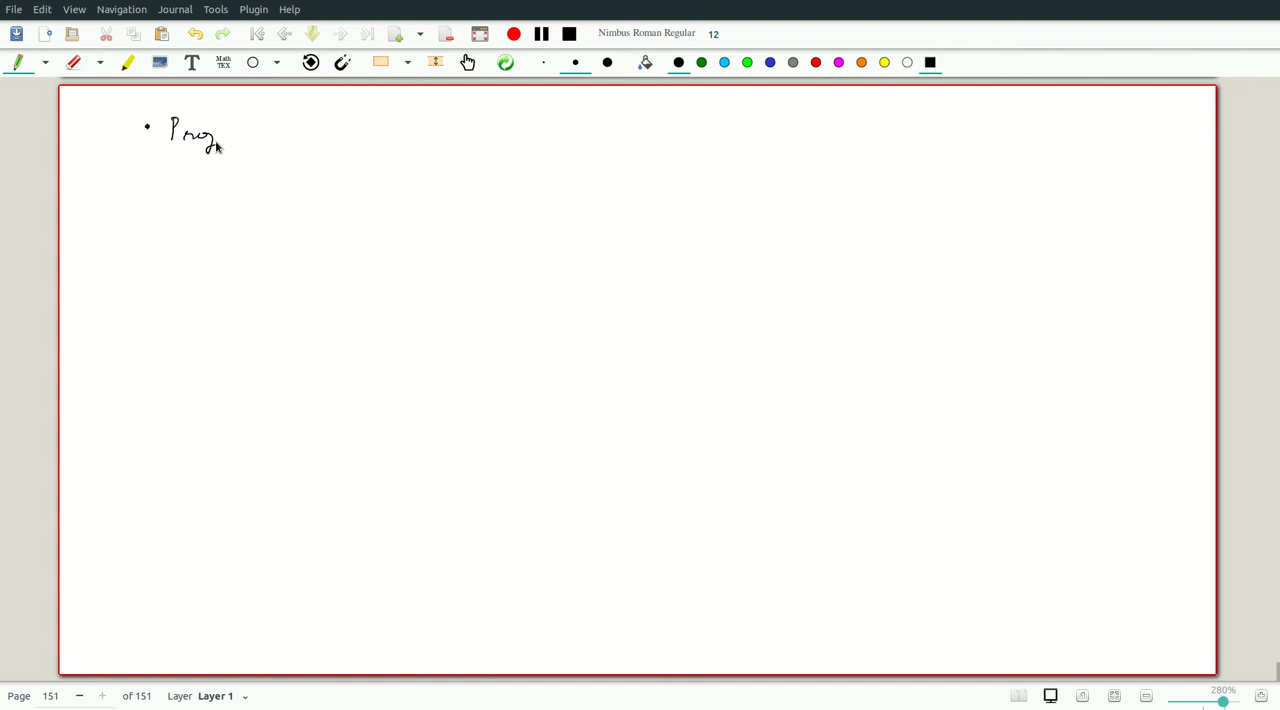 File Edit View Navigation Journal Tools Plugin Help
Nimbus Roman Regular 12
T Math TEX
• Prog
Page 151 − + of 151 Layer Layer 1 280%